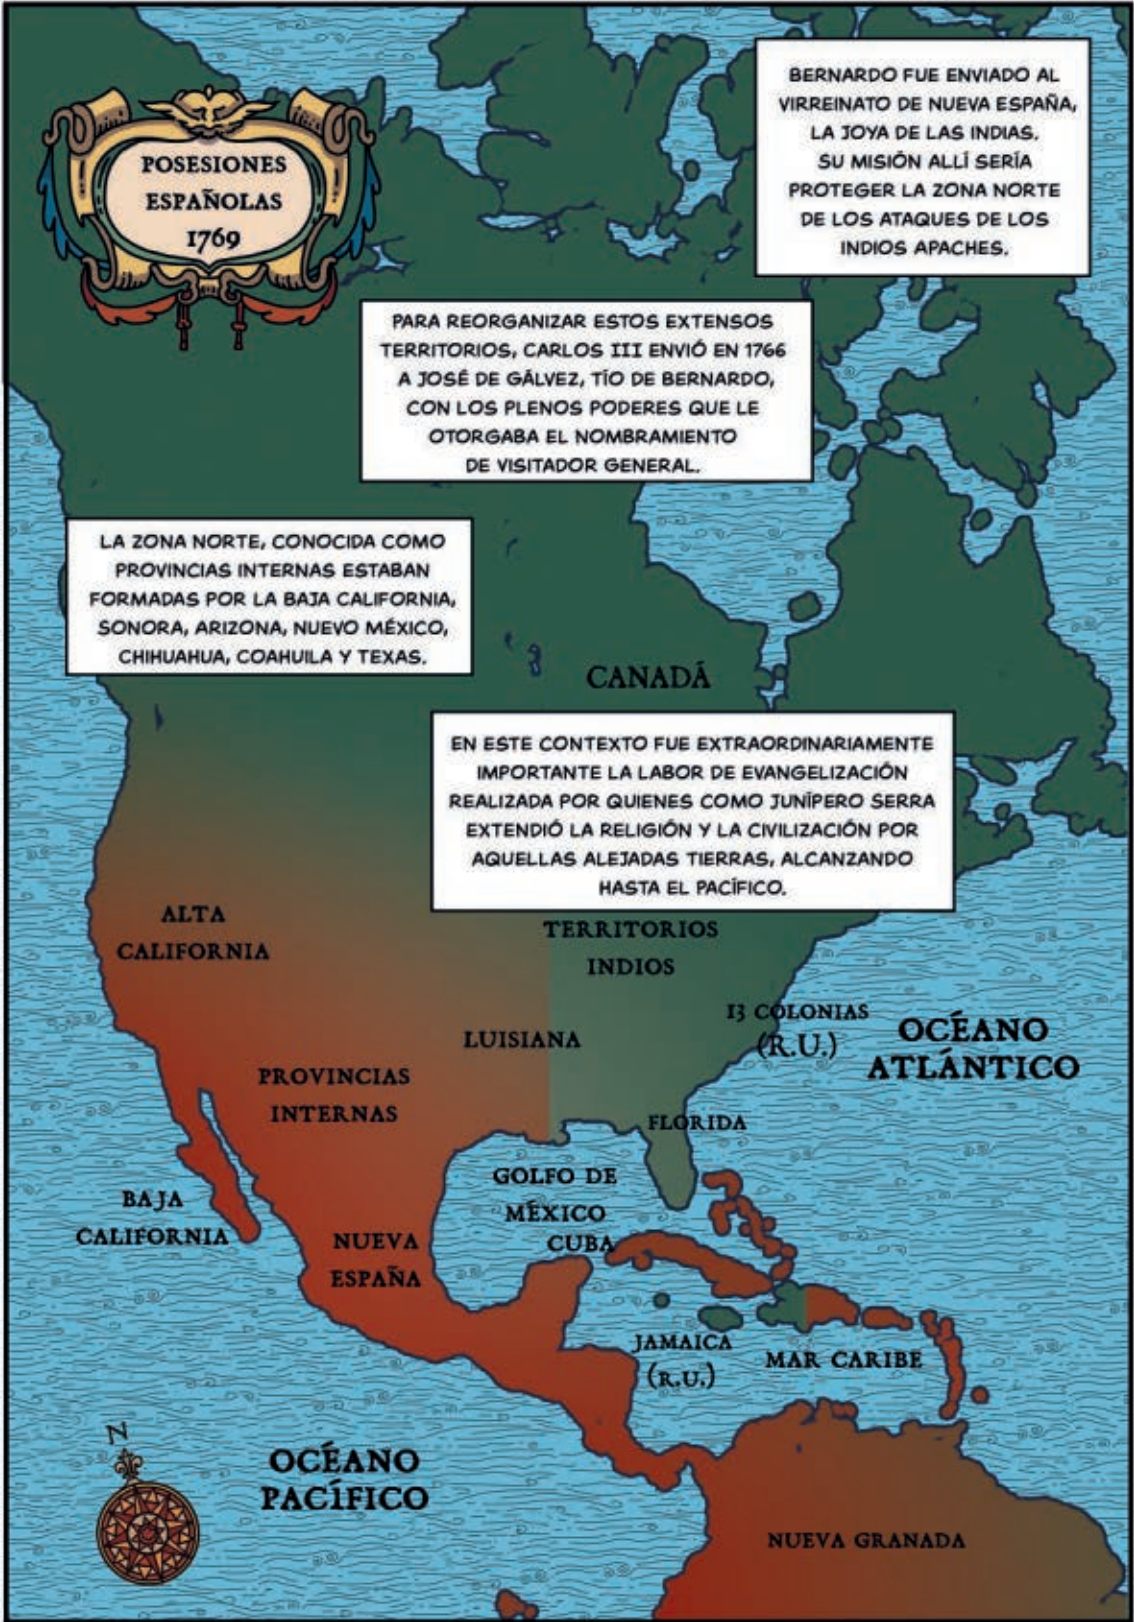 POSESIONES
ESPAÑOLAS
1769
BERNARDO FUE ENVIADO AL
VIRREINATO DE NUEVA ESPAÑA,
LA JOYA DE LAS INDIAS.
SU MISIÓN ALLÍ SERÍA
PROTEGER LA ZONA NORTE
DE LOS ATAQUES DE LOS
INDIOS APACHES.
PARA REORGANIZAR ESTOS EXTENSOS
TERRITORIOS, CARLOS III ENVIÓ EN 1766
A JOSÉ DE GÁLVEZ, TÍO DE BERNARDO,
CON LOS PLENOS PODERES QUE LE
OTORGABA EL NOMBRAMIENTO
DE VISITADOR GENERAL.
LA ZONA NORTE, CONOCIDA COMO
PROVINCIAS INTERNAS ESTABAN
FORMADAS POR LA BAJA CALIFORNIA,
SONORA, ARIZONA, NUEVO MÉXICO,
CHIHUAHUA, COAHUILA Y TEXAS.
CANADÁ
EN ESTE CONTEXTO FUE EXTRAORDINARIAMENTE
IMPORTANTE LA LABOR DE EVANGELIZACIÓN
REALIZADA POR QUIENES COMO JUNÍPERO SERRA
EXTENDIÓ LA RELIGIÓN Y LA CIVILIZACIÓN POR
AQUELLAS ALEJADAS TIERRAS, ALCANZANDO
HASTA EL PACÍFICO.
ALTA
CALIFORNIA
TERRITORIOS
INDIOS
13 COLONIAS
(R.U.)
OCÉANO
ATLÁNTICO
LUISIANA
PROVINCIAS
INTERNAS
FLORIDA
GOLFO DE
MÉXICO
CUBA
BAJA
CALIFORNIA
NUEVA
ESPAÑA
JAMAICA
(R.U.)
MAR CARIBE
N
OCÉANO
PACÍFICO
NUEVA GRANADA